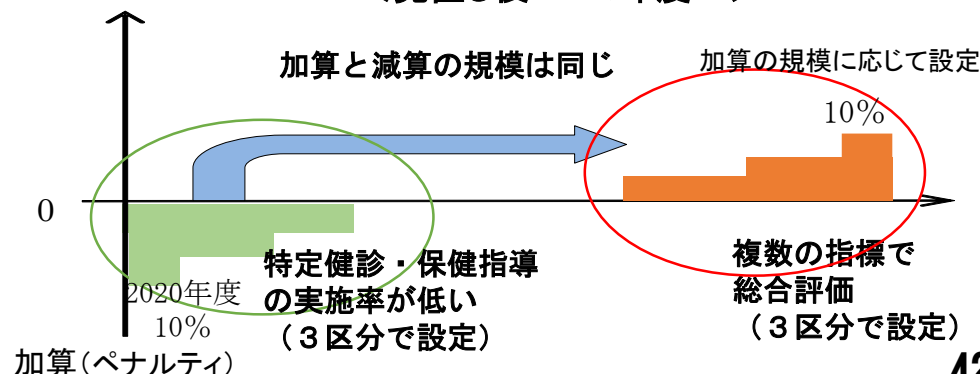 加算と減算の規模は同じ
加算の規模に応じて設定
10%
0
特定健診・保健指導
の実施率が低い
（３区分で設定）
2020年度
10%
加算（ペナルティ）
複数の指標で
総合評価
（３区分で設定）